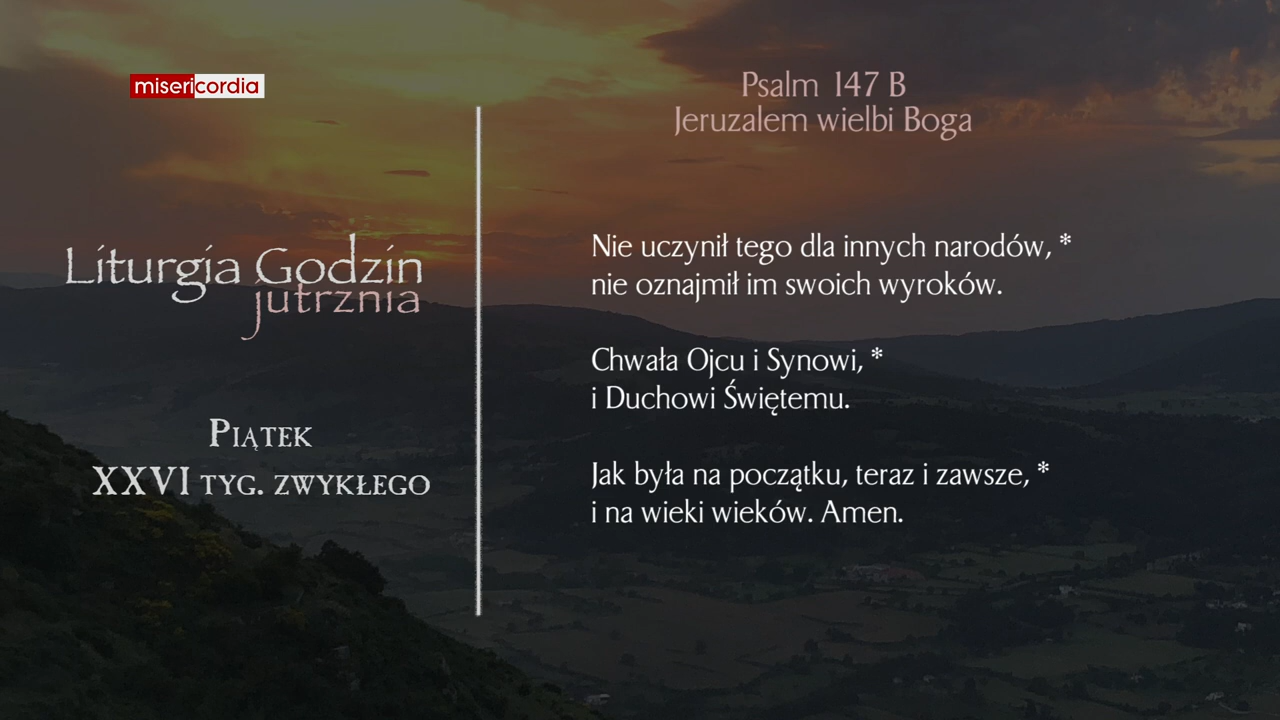 misericordia
Liturgia Godzin
jutrznia
Piątek
XXVI tyg. zwykłego
Psalm 147 B
Jeruzalem wielbi Boga
Nie uczynił tego dla innych narodów, *
nie oznajmił im swoich wyroków.
Chwała Ojcu i Synowi, *
i Duchowi Świętemu.
Jak była na początku, teraz i zawsze, *
i na wieki wieków. Amen.